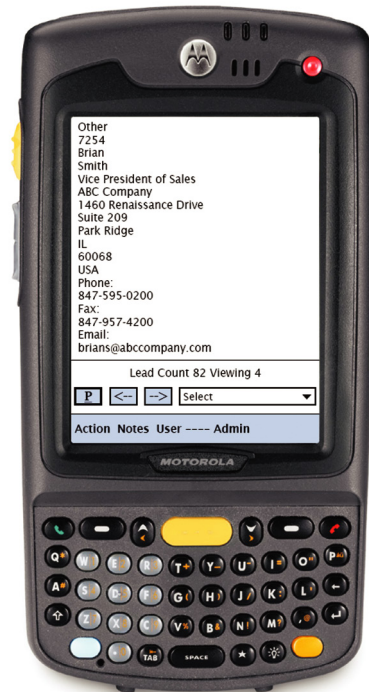 Other
7254
Brian
Smith
Vice President of Sales
ABC Company
1460 Renaissance Drive
Suite 209
Park Ridge
IL
60068
USA
Phone:
847-595-0200
Fax:
847-957-4200
Email:
brians@abccompany.com
Lead Count 82 Viewing 4
P <-- --> Select
Action Notes User ---- Admin
MOTOROLA
Q W E R T+ Y- U I O P
A S D F G( H) J/ K: L
Z X C V% B& N! M
TAB SPACE